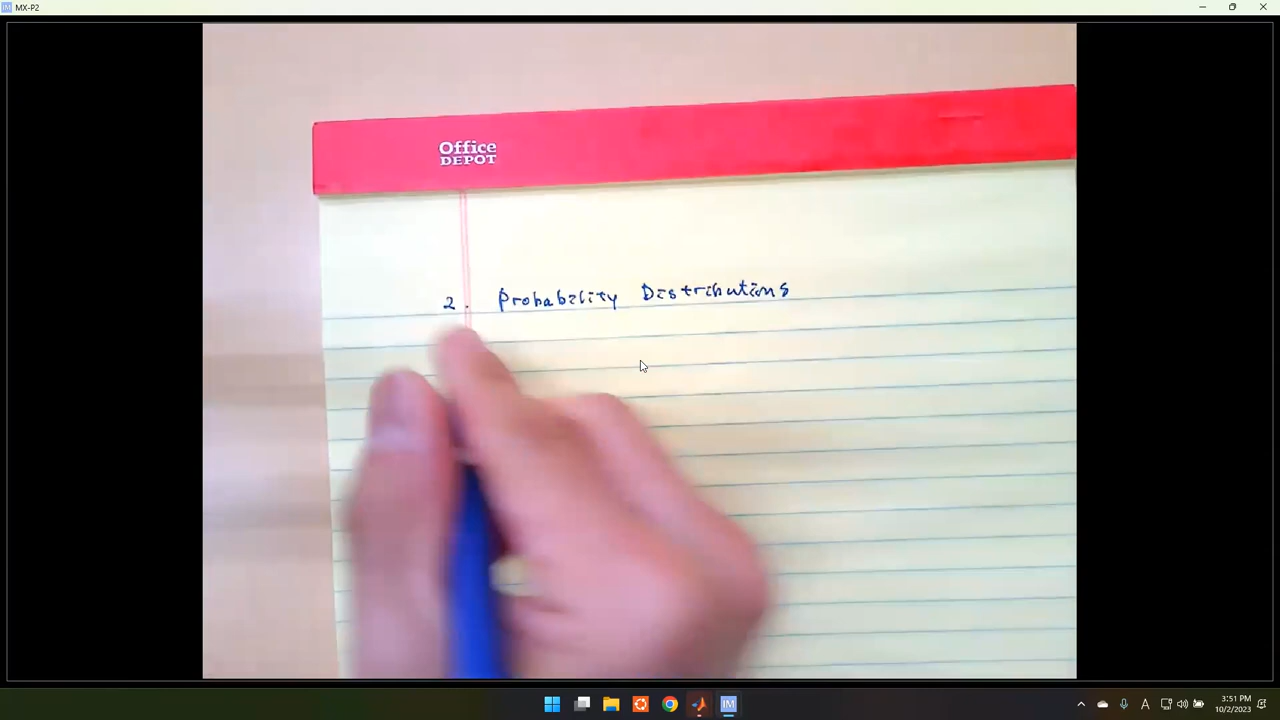 MX-P2
Office
DEPOT
2. Probability Distributions
3:51 PM
10/2/2023